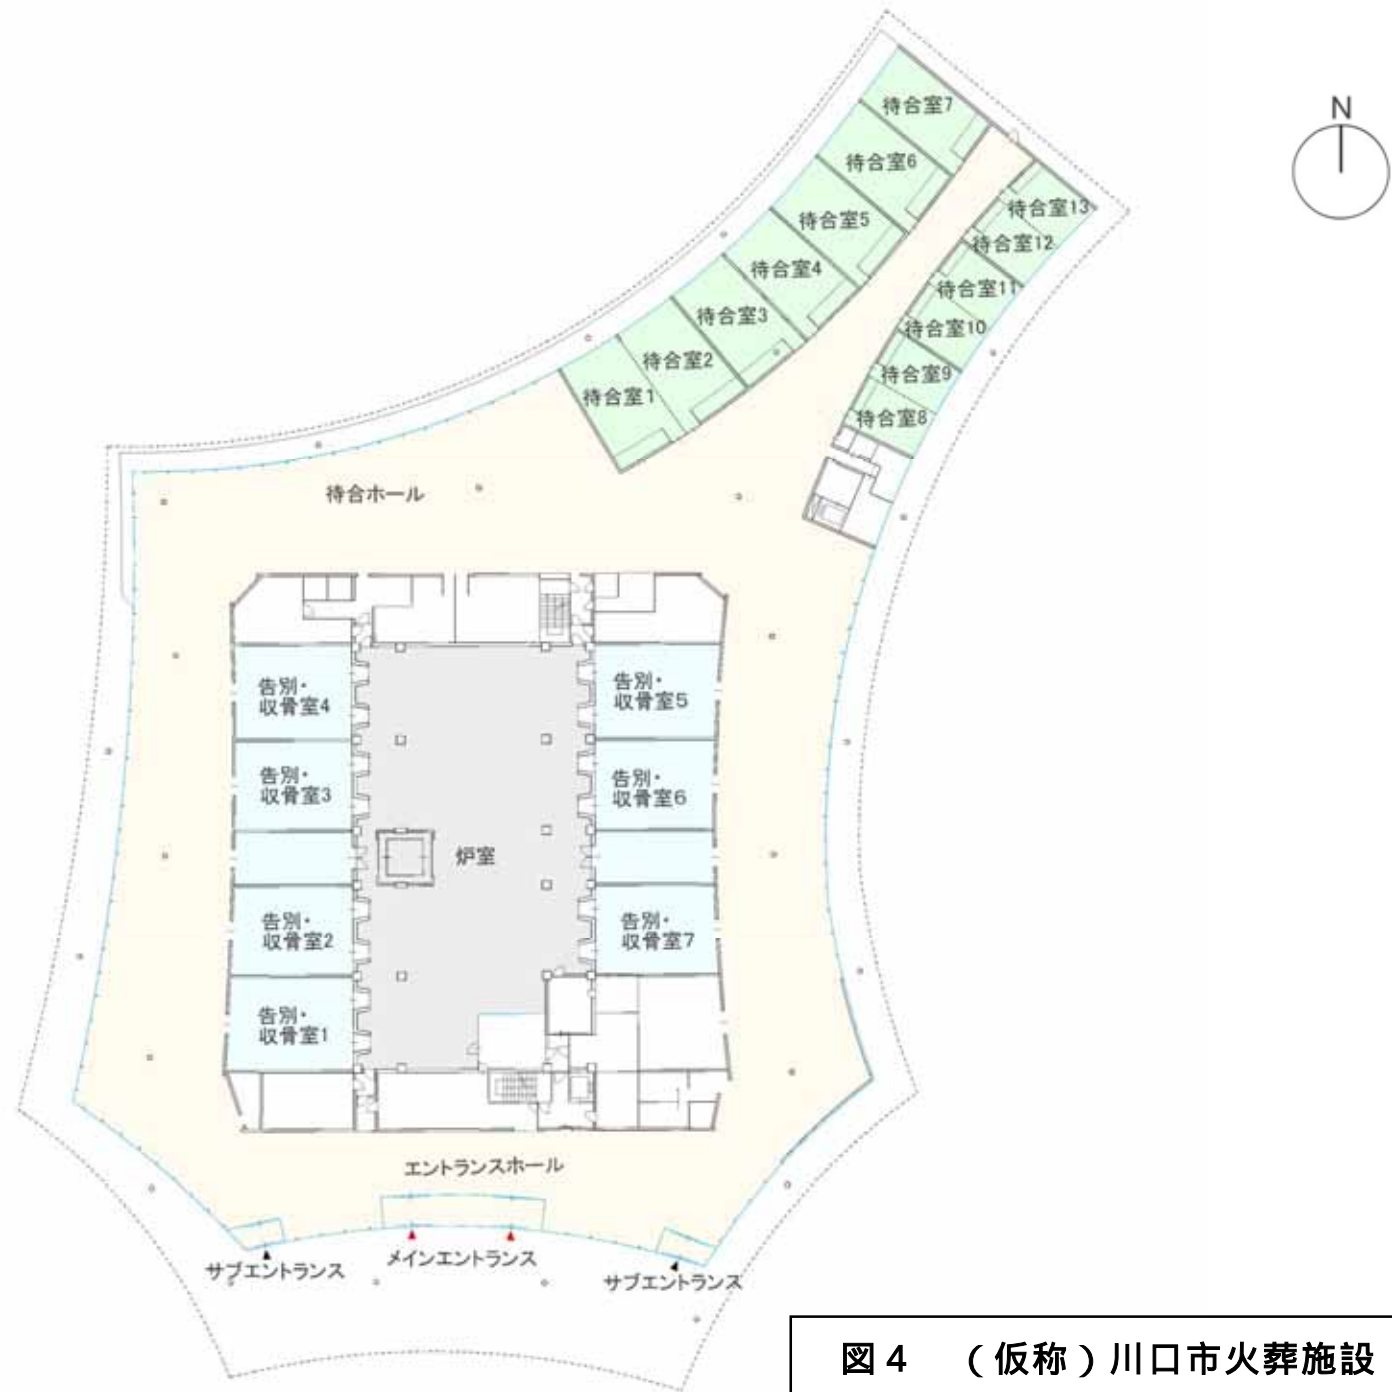 N
待合室7
待合室6
待合室5
待合室4
待合室3
待合室2
待合室1
待合室13
待合室12
待合室11
待合室10
待合室9
待合室8
待合ホール
告別・
収骨室4
告別・
収骨室3
告別・
収骨室2
告別・
収骨室1
炉室
告別・
収骨室5
告別・
収骨室6
告別・
収骨室7
エントランスホール
サブエントランス
メインエントランス
サブエントランス
図４　（仮称）川口市火葬施設